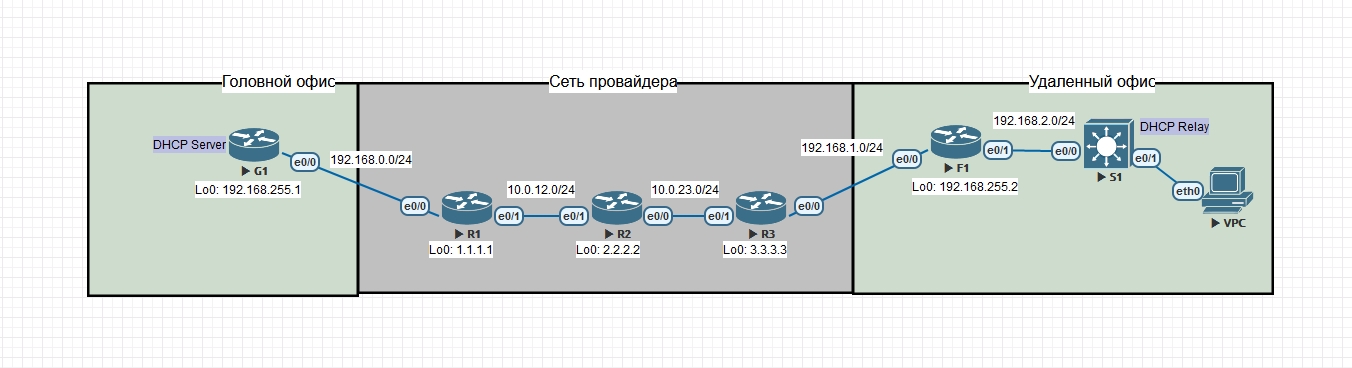 Головной офис
Сеть провайдера
Удаленный офис
DHCP Server
G1
e0/0
192.168.0.0/24
Lo0: 192.168.255.1
e0/0
R1
Lo0: 1.1.1.1
e0/1
10.0.12.0/24
e0/1
R2
Lo0: 2.2.2.2
e0/0
10.0.23.0/24
e0/1
R3
Lo0: 3.3.3.3
e0/0
192.168.1.0/24
e0/0
F1
Lo0: 192.168.255.2
e0/1
192.168.2.0/24
e0/0
S1
DHCP Relay
e0/1
eth0
VPC